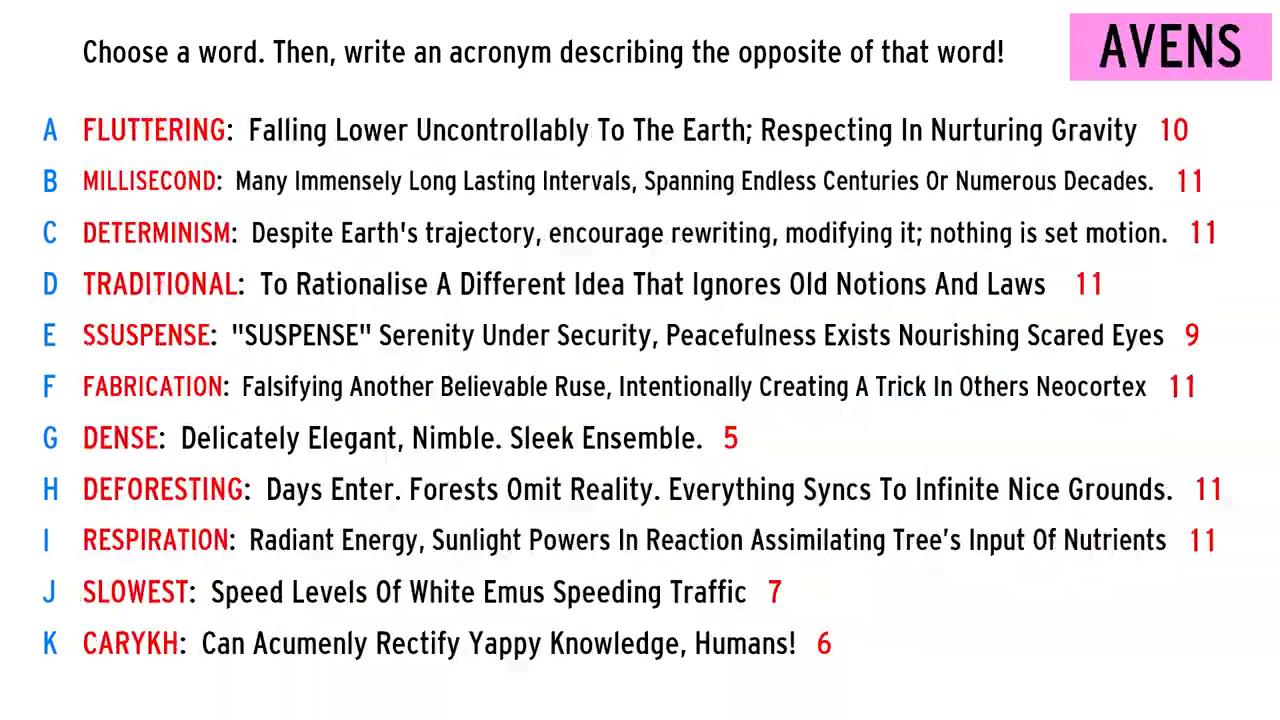 Choose a word. Then, write an acronym describing the opposite of that word!
AVENS
A FLUTTERING: Falling Lower Uncontrollably To The Earth; Respecting In Nurturing Gravity 10
B MILLISECOND: Many Immensely Long Lasting Intervals, Spanning Endless Centuries Or Numerous Decades. 11
C DETERMINISM: Despite Earth's trajectory, encourage rewriting, modifying it; nothing is set motion. 11
D TRADITIONAL: To Rationalise A Different Idea That Ignores Old Notions And Laws 11
E SSUSPENSE: "SUSPENSE" Serenity Under Security, Peacefulness Exists Nourishing Scared Eyes 9
F FABRICATION: Falsifying Another Believable Ruse, Intentionally Creating A Trick In Others Neocortex 11
G DENSE: Delicately Elegant, Nimble. Sleek Ensemble. 5
H DEFORESTING: Days Enter. Forests Omit Reality. Everything Syncs To Infinite Nice Grounds. 11
I RESPIRATION: Radiant Energy, Sunlight Powers In Reaction Assimilating Tree’s Input Of Nutrients 11
J SLOWEST: Speed Levels Of White Emus Speeding Traffic 7
K CARYKH: Can Acumenly Rectify Yappy Knowledge, Humans! 6